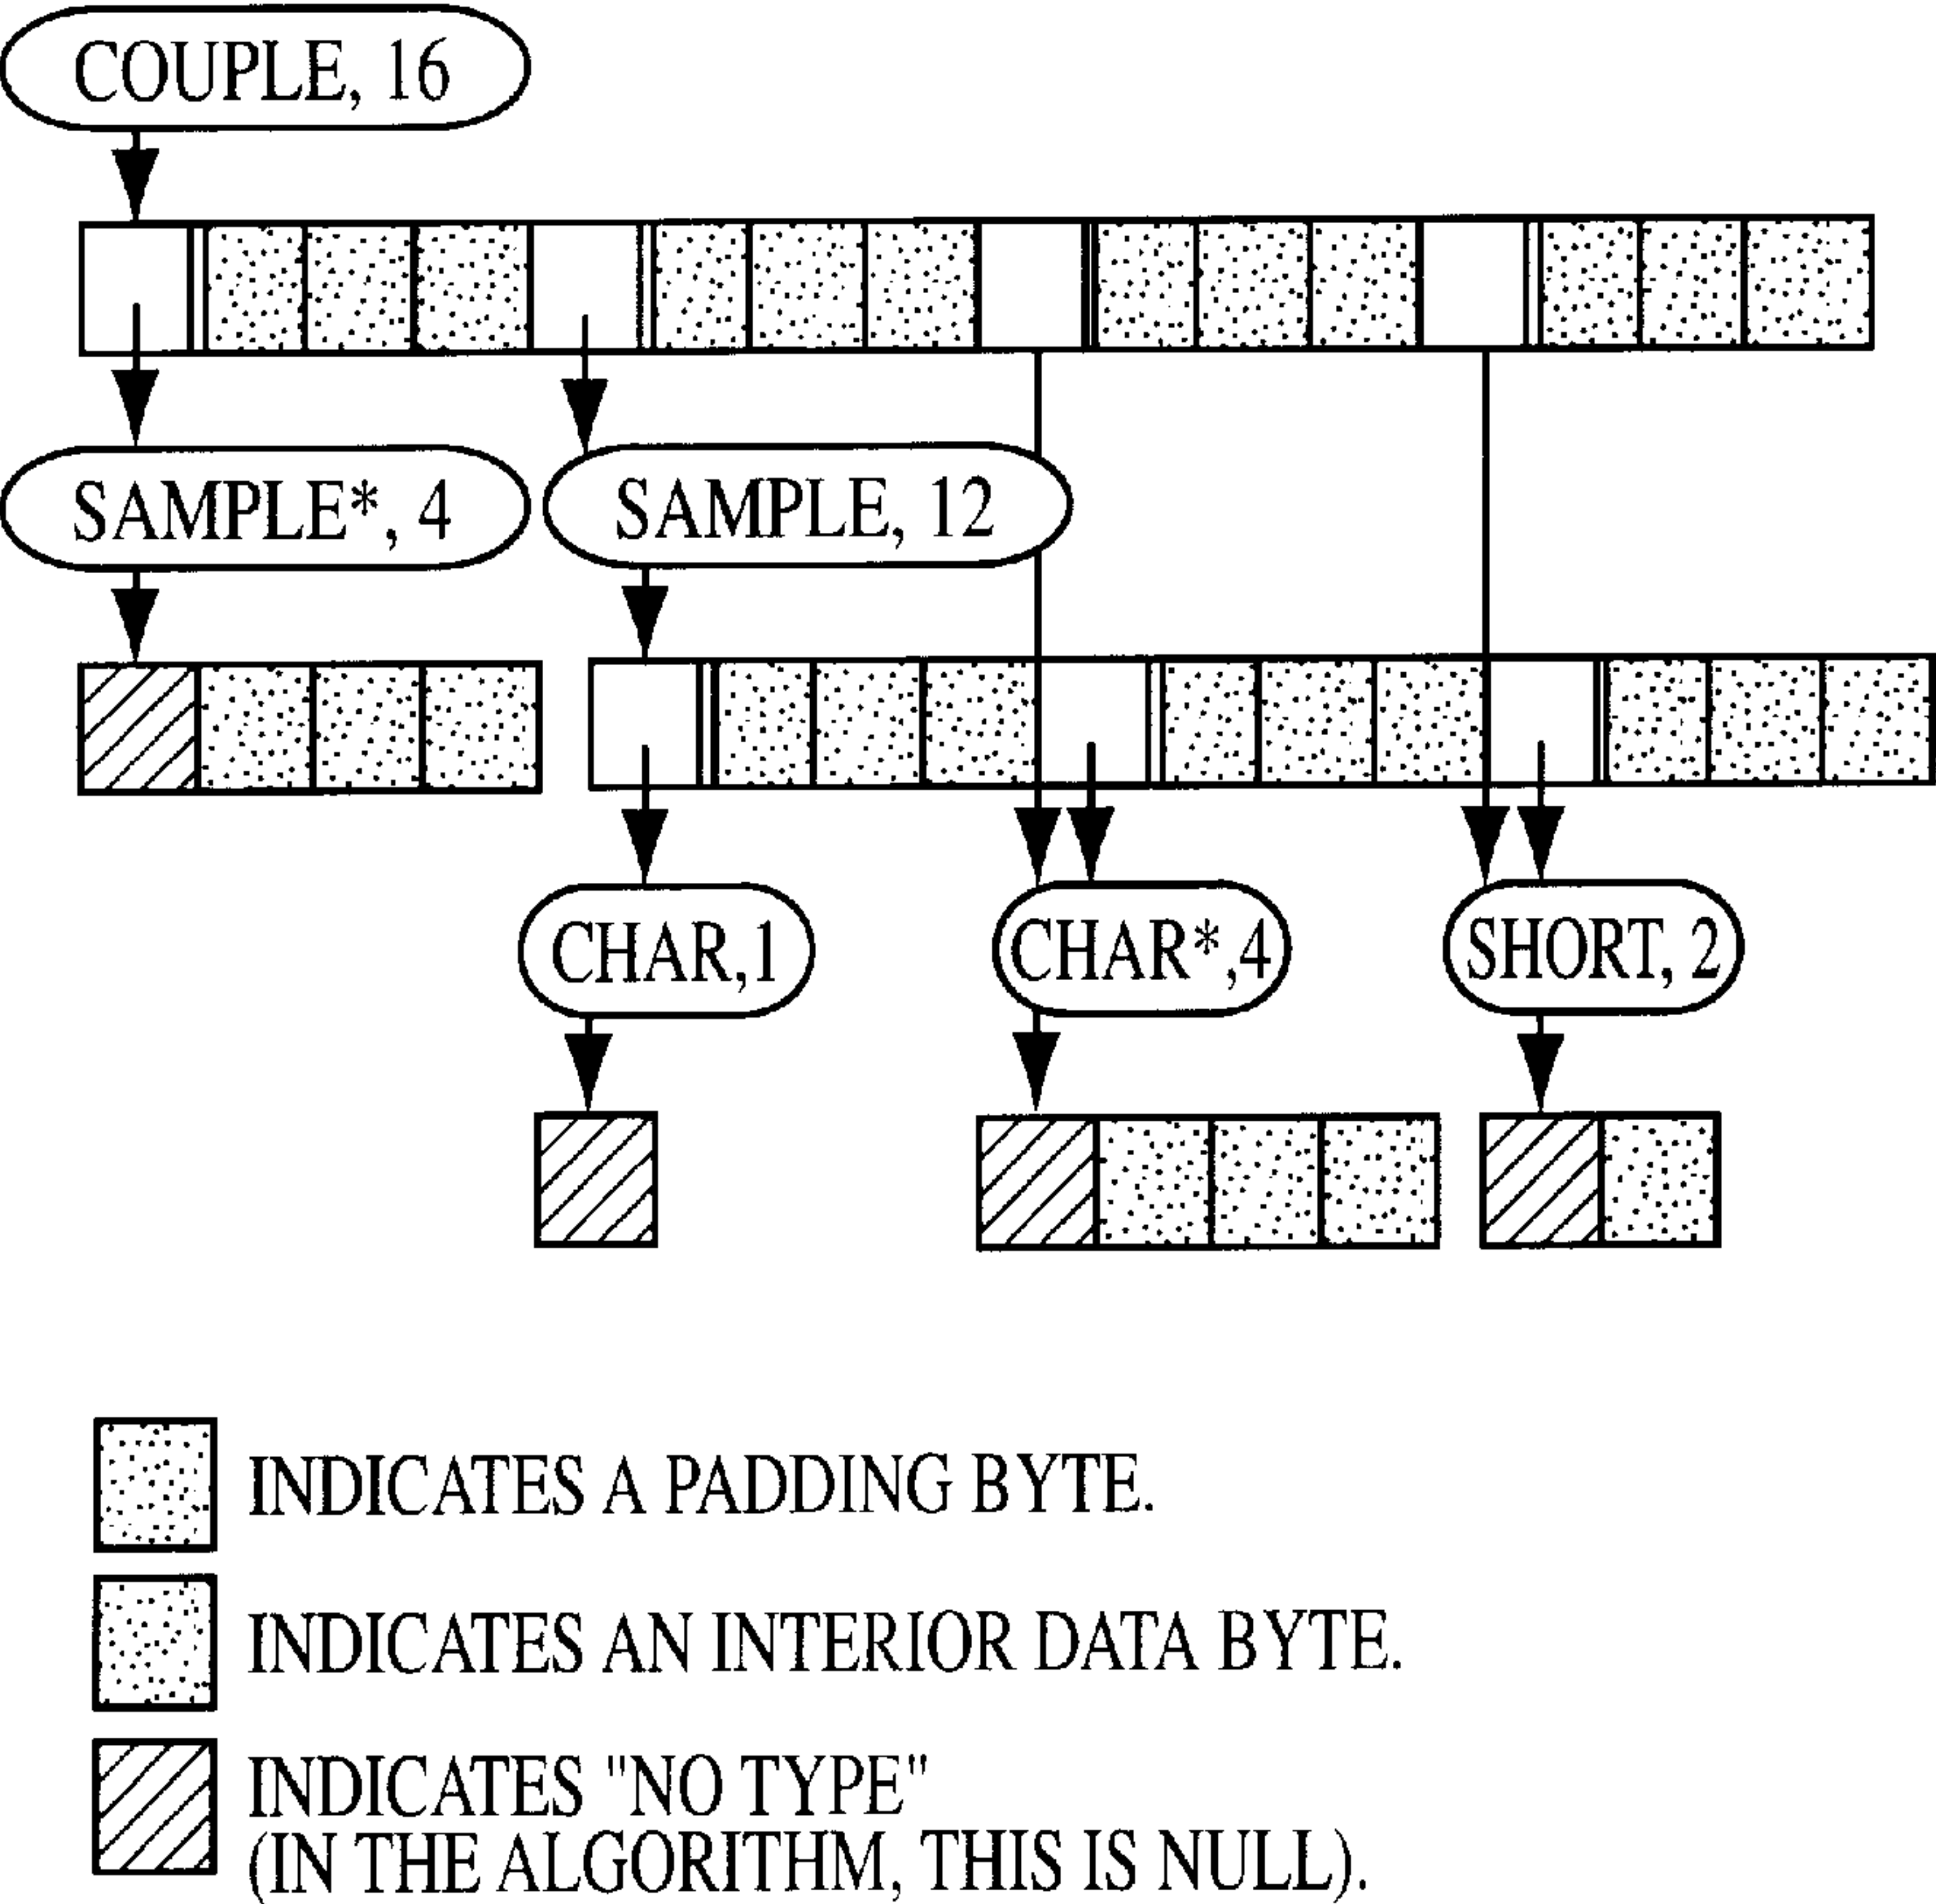 COUPLE, 16
SAMPLE*, 4
SAMPLE, 12
CHAR,1
CHAR*,4
SHORT, 2
INDICATES A PADDING BYTE.
INDICATES AN INTERIOR DATA BYTE.
INDICATES "NO TYPE"
(IN THE ALGORITHM, THIS IS NULL).